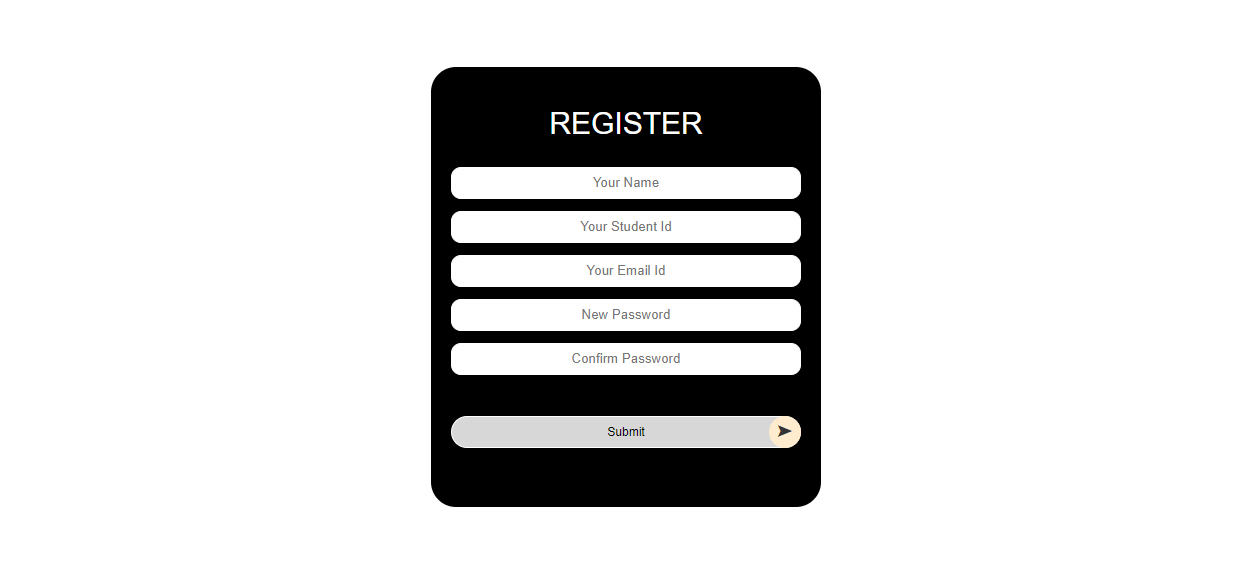 REGISTER
Your Name
Your Student Id
Your Email Id
New Password
Confirm Password
Submit